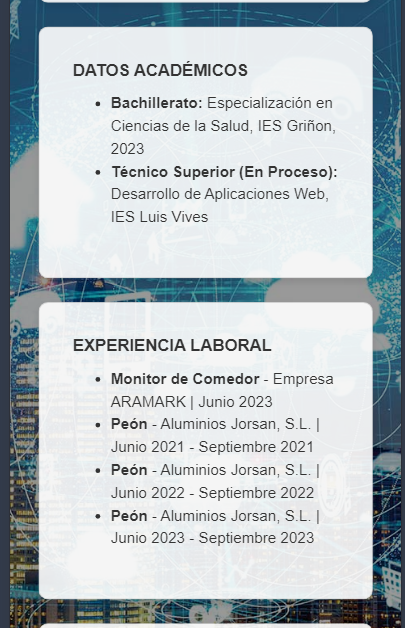 DATOS ACADÉMICOS
Bachillerato: Especialización en
Ciencias de la Salud, IES Griñon,
2023
Técnico Superior (En Proceso):
Desarrollo de Aplicaciones Web,
IES Luis Vives
EXPERIENCIA LABORAL
Monitor de Comedor - Empresa
ARAMARK | Junio 2023
Peón - Aluminios Jorsan, S.L. |
Junio 2021 - Septiembre 2021
Peón - Aluminios Jorsan, S.L. |
Junio 2022 - Septiembre 2022
Peón - Aluminios Jorsan, S.L. |
Junio 2023 - Septiembre 2023